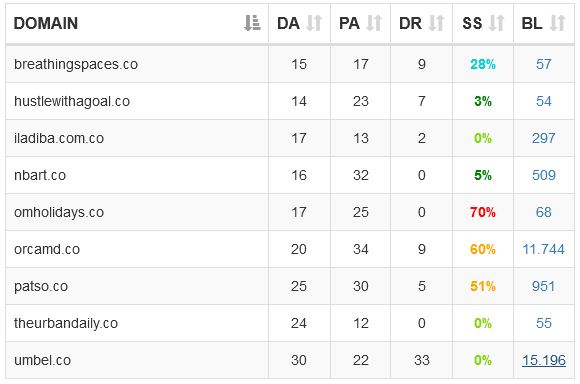 DOMAIN DA PA DR SS BL
breathingspaces.co 15 17 9 28% 57
hustlewithagoal.co 14 23 7 3% 54
iladiba.com.co 17 13 2 0% 297
nbart.co 16 32 0 5% 509
omholidays.co 17 25 0 70% 68
orcamd.co 20 34 9 60% 11.744
patso.co 25 30 5 51% 951
theurbandaily.co 24 12 0 0% 55
umbel.co 30 22 33 0% 15.196